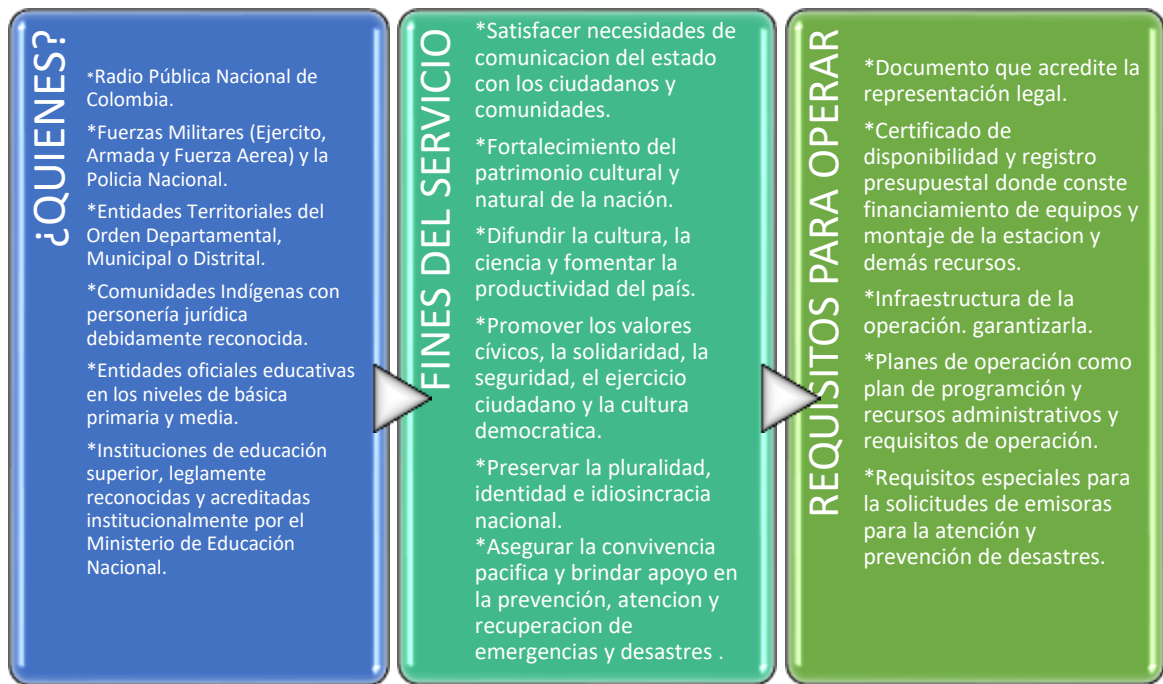 ¿QUIENES?
*Radio Pública Nacional de
Colombia.
*Fuerzas Militares (Ejercito,
Armada y Fuerza Aerea) y la
Policia Nacional.
*Entidades Territoriales del
Orden Departamental,
Municipal o Distrital.
*Comunidades Indígenas con
personería jurídica
debidamente reconocida.
*Entidades oficiales educativas
en los niveles de básica
primaria y media.
*Instituciones de educación
superior, leglamente
reconocidas y acreditadas
institucionalmente por el
Ministerio de Educación
Nacional.
FINES DEL SERVICIO
*Satisfacer necesidades de
comunicacion del estado
con los ciudadanos y
comunidades.
*Fortalecimiento del
patrimonio cultural y
natural de la nación.
*Difundir la cultura, la
ciencia y fomentar la
productividad del país.
*Promover los valores
cívicos, la solidaridad, la
seguridad, el ejercicio
ciudadano y la cultura
democratica.
*Preservar la pluralidad,
identidad e idiosincracia
nacional.
*Asegurar la convivencia
pacifica y brindar apoyo en
la prevención, atencion y
recuperacion de
emergencias y desastres .
REQUISITOS PARA OPERAR
*Documento que acredite la
representación legal.
*Certificado de
disponibilidad y registro
presupuestal donde conste
financiamiento de equipos y
montaje de la estacion y
demás recursos.
*Infraestructura de la
operación. garantizarla.
*Planes de operación como
plan de programción y
recursos administrativos y
requisitos de operación.
*Requisitos especiales para
la solicitudes de emisoras
para la atención y
prevención de desastres.